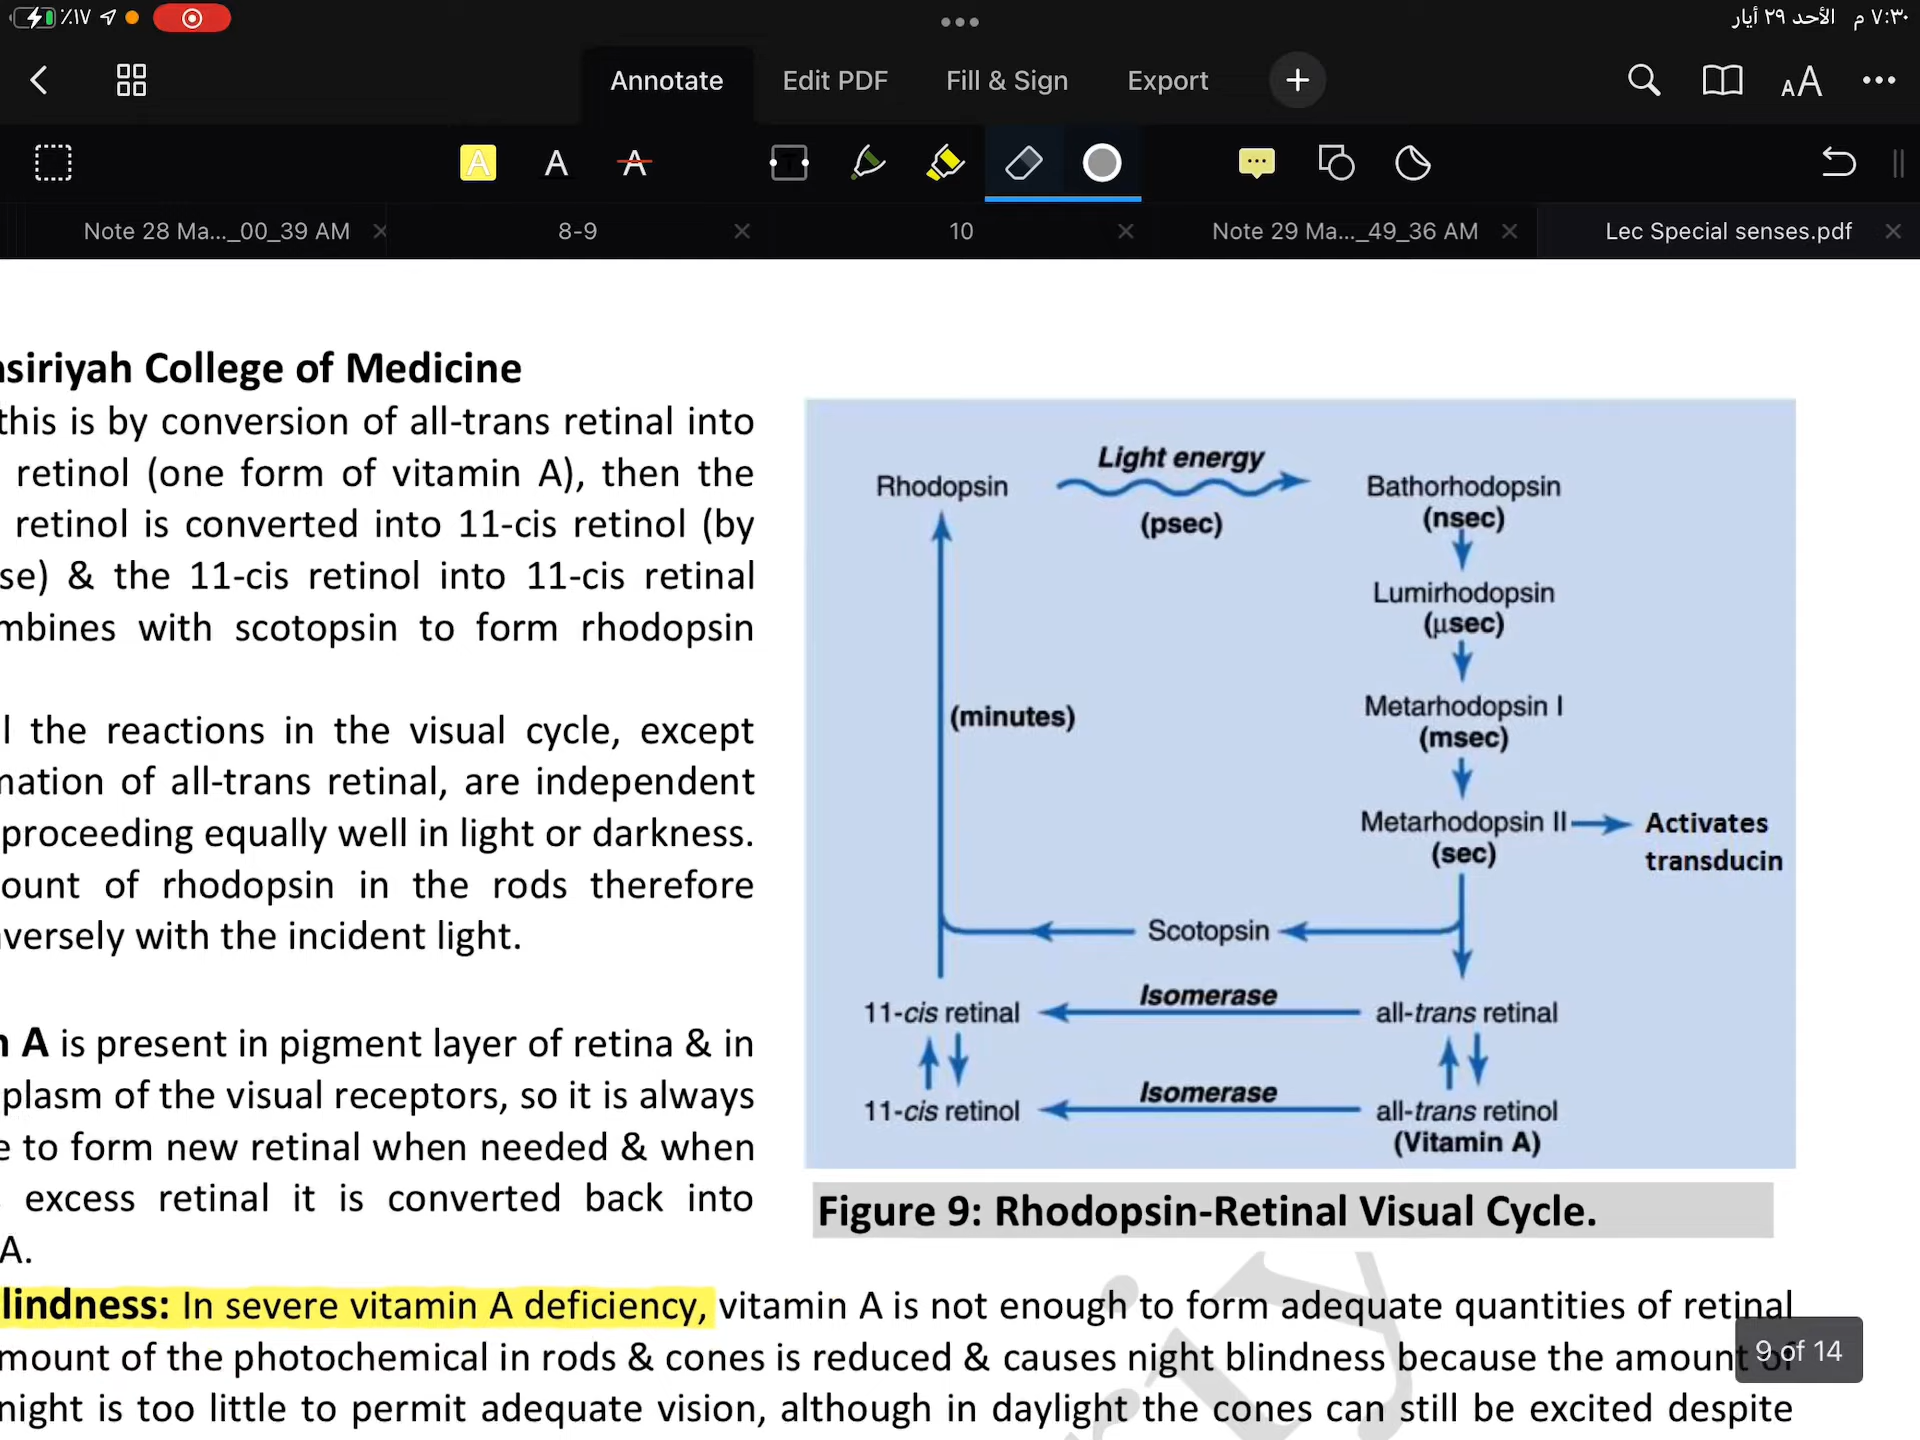 ٪١٧
٧:٣٠ م الأحد ٢٩ أيار
Annotate Edit PDF Fill & Sign Export
Note 28 Ma..._00_39 AM
8-9
10
Note 29 Ma..._49_36 AM
Lec Special senses.pdf
asiriyah College of Medicine
this is by conversion of all-trans retinal into
retinol (one form of vitamin A), then the
retinol is converted into 11-cis retinol (by
se) & the 11-cis retinol into 11-cis retinal
mbines with scotopsin to form rhodopsin
l the reactions in the visual cycle, except
mation of all-trans retinal, are independent
proceeding equally well in light or darkness.
ount of rhodopsin in the rods therefore
versely with the incident light.
A is present in pigment layer of retina & in
plasm of the visual receptors, so it is always
e to form new retinal when needed & when
excess retinal it is converted back into
A.
Rhodopsin
Light energy
(psec)
Bathorhodopsin
(nsec)
Lumirhodopsin
(μsec)
Metarhodopsin I
(msec)
Metarhodopsin II
(sec)
Activates
transducin
(minutes)
Scotopsin
11-cis retinal
Isomerase
all-trans retinal
11-cis retinol
Isomerase
all-trans retinol
(Vitamin A)
Figure 9: Rhodopsin-Retinal Visual Cycle.
lindness: In severe vitamin A deficiency, vitamin A is not enough to form adequate quantities of retinal
mount of the photochemical in rods & cones is reduced & causes night blindness because the amount of
night is too little to permit adequate vision, although in daylight the cones can still be excited despite
9 of 14